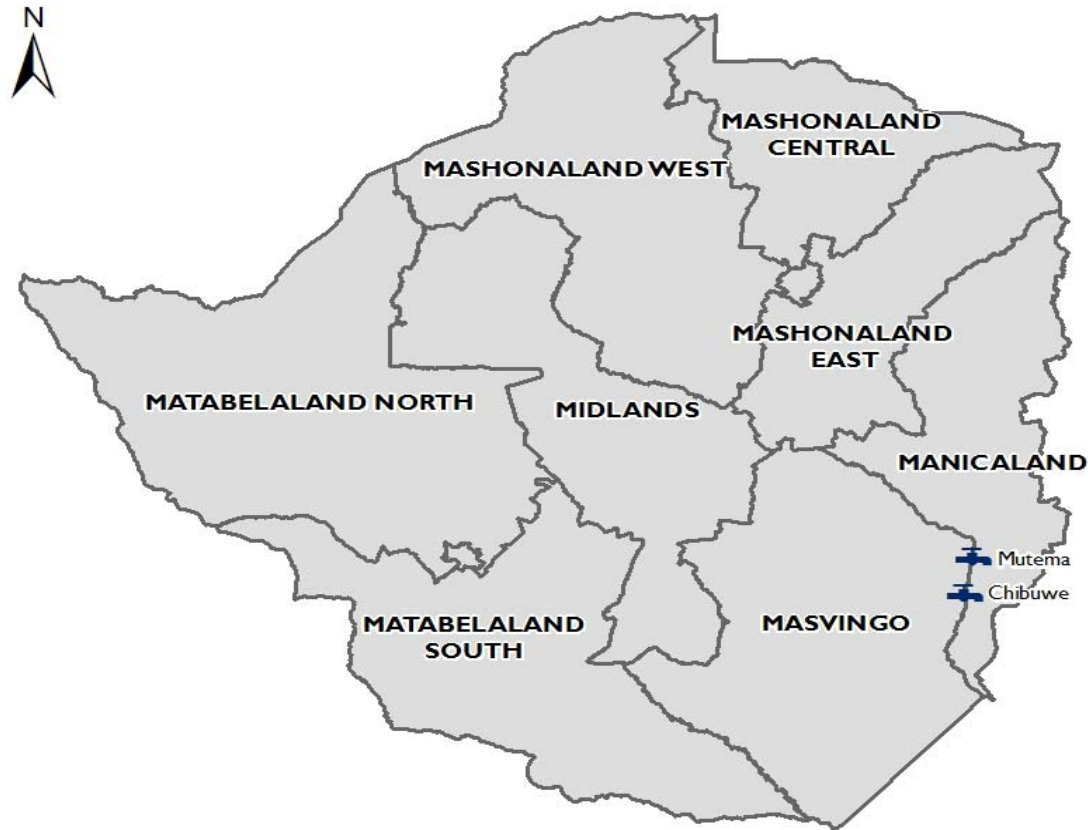 N
MASHONALAND
CENTRAL
MASHONALAND WEST
MASHONALAND
EAST
MATABELALAND NORTH
MIDLANDS
MANICALAND
Mutema
Chibuwe
MATABELALAND
SOUTH
MASVINGO